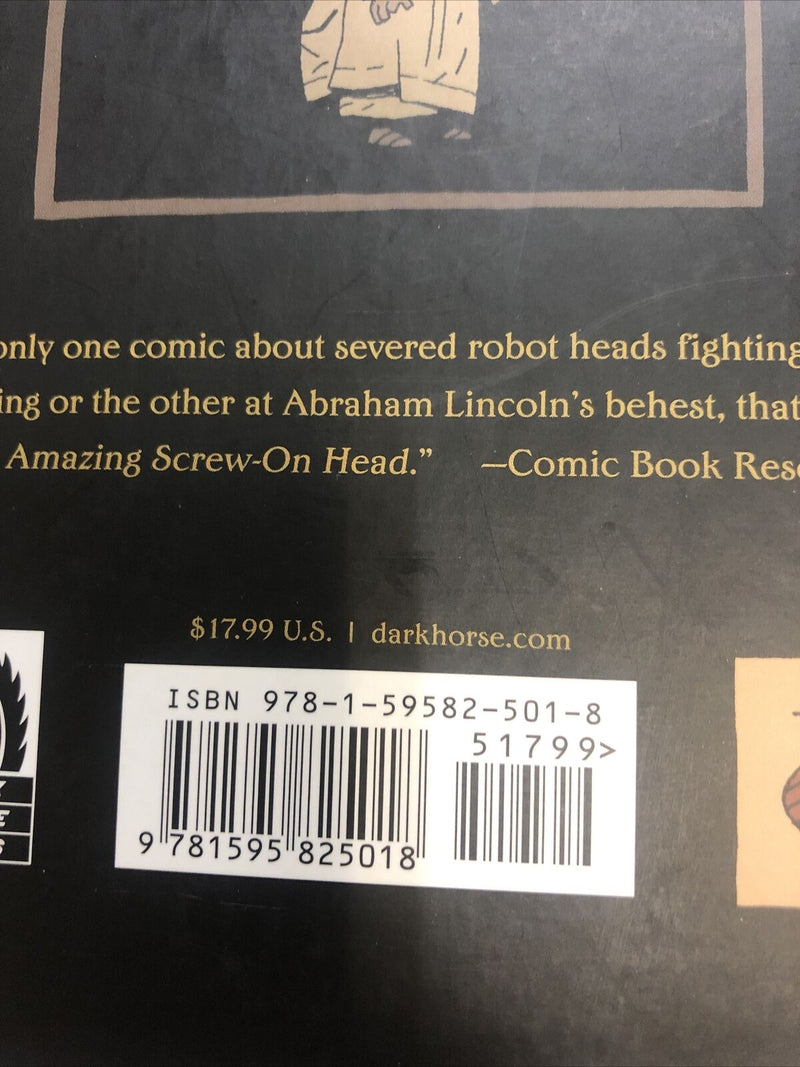 only one comic about severed robot heads fighting
ing or the other at Abraham Lincoln's behest, that
Amazing Screw-On Head." —Comic Book Res
$17.99 U.S. | darkhorse.com
ISBN 978-1-59582-501-8
51799>
9 781595 825018